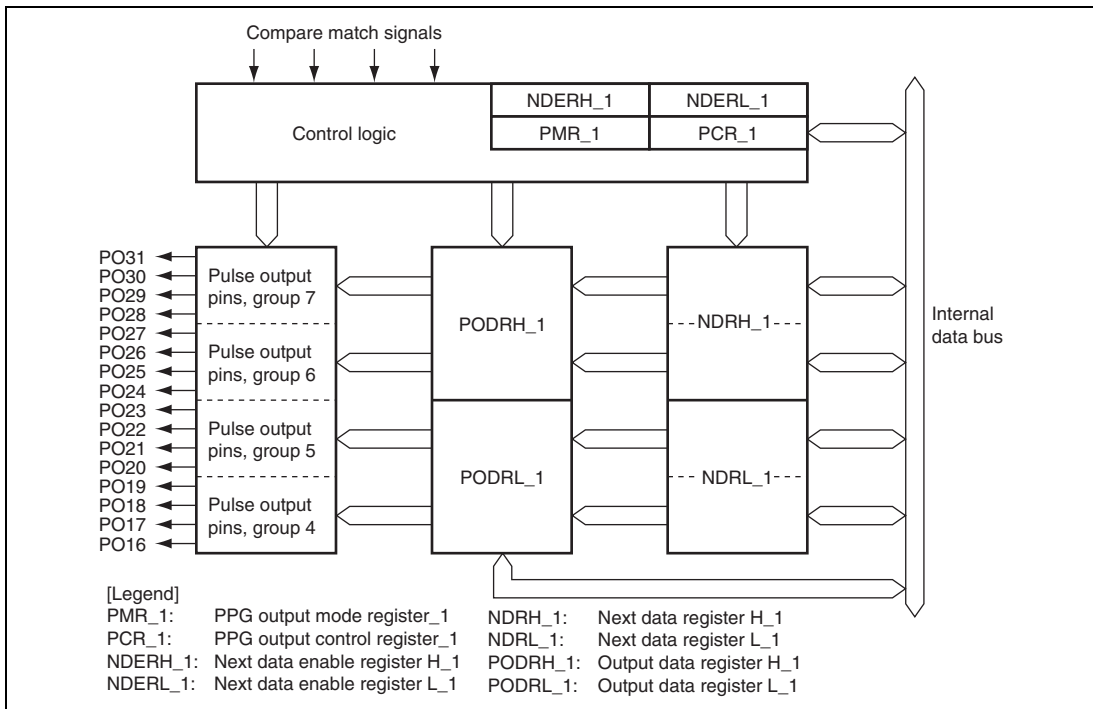 Compare match signals
NDERH_1 NDERL_1
Control logic
PMR_1 PCR_1
PO31
PO30
PO29
PO28
PO27
PO26
PO25
PO24
PO23
PO22
PO21
PO20
PO19
PO18
PO17
PO16
Pulse output
pins, group 7
Pulse output
pins, group 6
Pulse output
pins, group 5
Pulse output
pins, group 4
PODRH_1
PODRL_1
NDRH_1
NDRL_1
Internal
data bus
[Legend]
PMR_1: PPG output mode register_1
PCR_1: PPG output control register_1
NDERH_1: Next data enable register H_1
NDERL_1: Next data enable register L_1
NDRH_1: Next data register H_1
NDRL_1: Next data register L_1
PODRH_1: Output data register H_1
PODRL_1: Output data register L_1